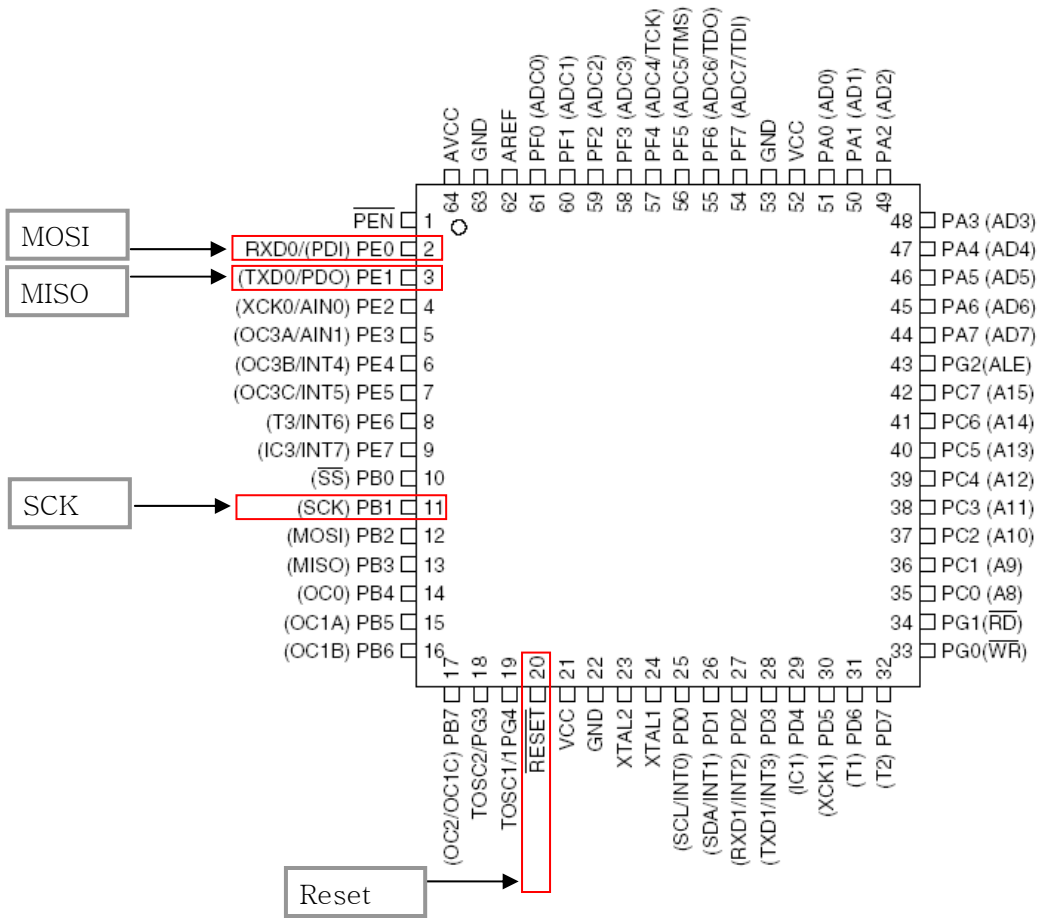 AVCC
GND
AREF
PF0 (ADC0)
PF1 (ADC1)
PF2 (ADC2)
PF3 (ADC3)
PF4 (ADC4/TCK)
PF5 (ADC5/TMS)
PF6 (ADC6/TDO)
PF7 (ADC7/TDI)
GND
VCC
PA0 (AD0)
PA1 (AD1)
PA2 (AD2)
64
63
62
61
60
59
58
57
56
55
54
53
52
51
50
49
MOSI
MISO
SCK
PEN 1
RXD0/(PDI) PE0 2
(TXD0/PDO) PE1 3
(XCK0/AIN0) PE2 4
(OC3A/AIN1) PE3 5
(OC3B/INT4) PE4 6
(OC3C/INT5) PE5 7
(T3/INT6) PE6 8
(IC3/INT7) PE7 9
(SS) PB0 10
(SCK) PB1 11
(MOSI) PB2 12
(MISO) PB3 13
(OC0) PB4 14
(OC1A) PB5 15
(OC1B) PB6 16
48 PA3 (AD3)
47 PA4 (AD4)
46 PA5 (AD5)
45 PA6 (AD6)
44 PA7 (AD7)
43 PG2(ALE)
42 PC7 (A15)
41 PC6 (A14)
40 PC5 (A13)
39 PC4 (A12)
38 PC3 (A11)
37 PC2 (A10)
36 PC1 (A9)
35 PC0 (A8)
34 PG1(RD)
33 PG0(WR)
17
18
19
20
21
22
23
24
25
26
27
28
29
30
31
32
(OC2/OC1C) PB7
TOSC2/PG3
TOSC1/1PG4
RESET
VCC
GND
XTAL2
XTAL1
(SCL/INT0) PD0
(SDA/INT1) PD1
(RXD1/INT2) PD2
(TXD1/INT3) PD3
(IC1) PD4
(XCK1) PD5
(T1) PD6
(T2) PD7
Reset